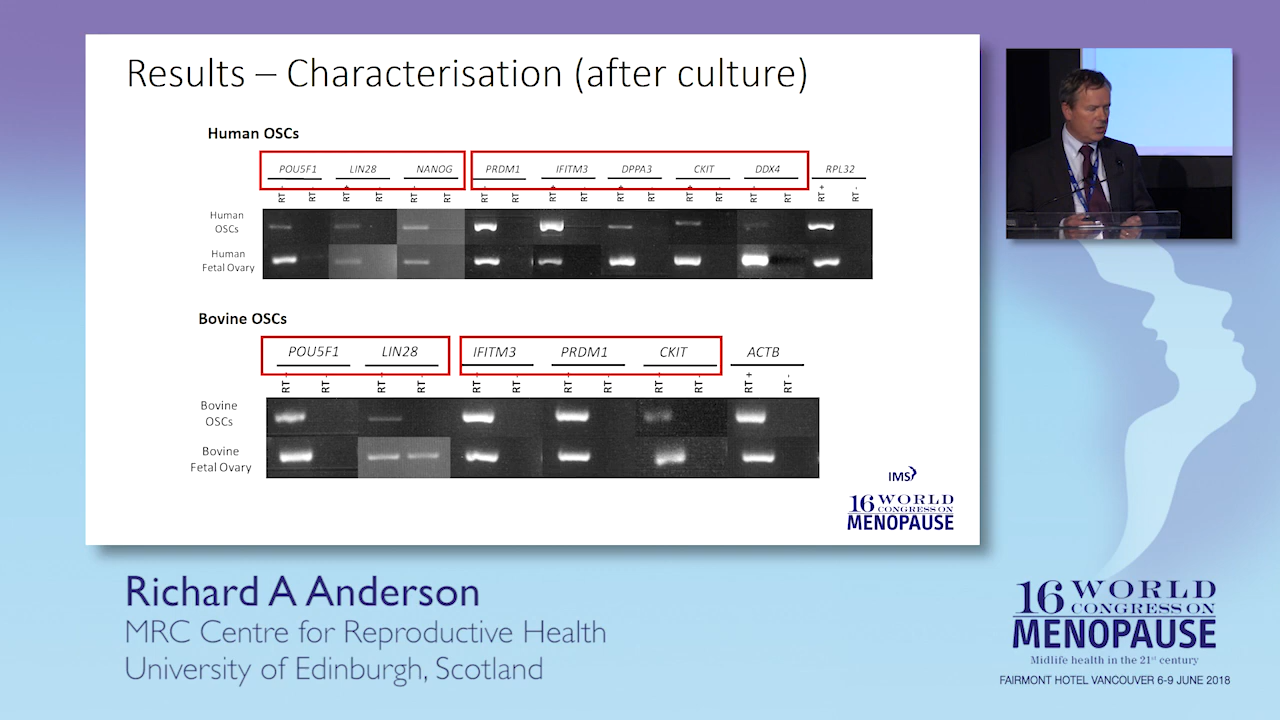 Results – Characterisation (after culture)
Human OSCs
POU5F1 LIN28 NANOG PRDM1 IFITM3 DPPA3 CKIT DDX4 RPL32
RT - RT RT + RT RT - RT RT - RT RT + RT RT + RT RT + RT RT - RT RT + RT -
Human
OSCs
Human
Fetal Ovary
Bovine OSCs
POU5F1 LIN28 IFITM3 PRDM1 CKIT ACTB
RT RT - RT RT - RT RT - RT RT - RT RT - RT + RT -
Bovine
OSCs
Bovine
Fetal Ovary
IMS
16 WORLD
CONGRESS ON
MENOPAUSE
Richard A Anderson
MRC Centre for Reproductive Health
University of Edinburgh, Scotland
16 WORLD
CONGRESS ON
MENOPAUSE
Midlife health in the 21st century
FAIRMONT HOTEL VANCOUVER 6-9 JUNE 2018